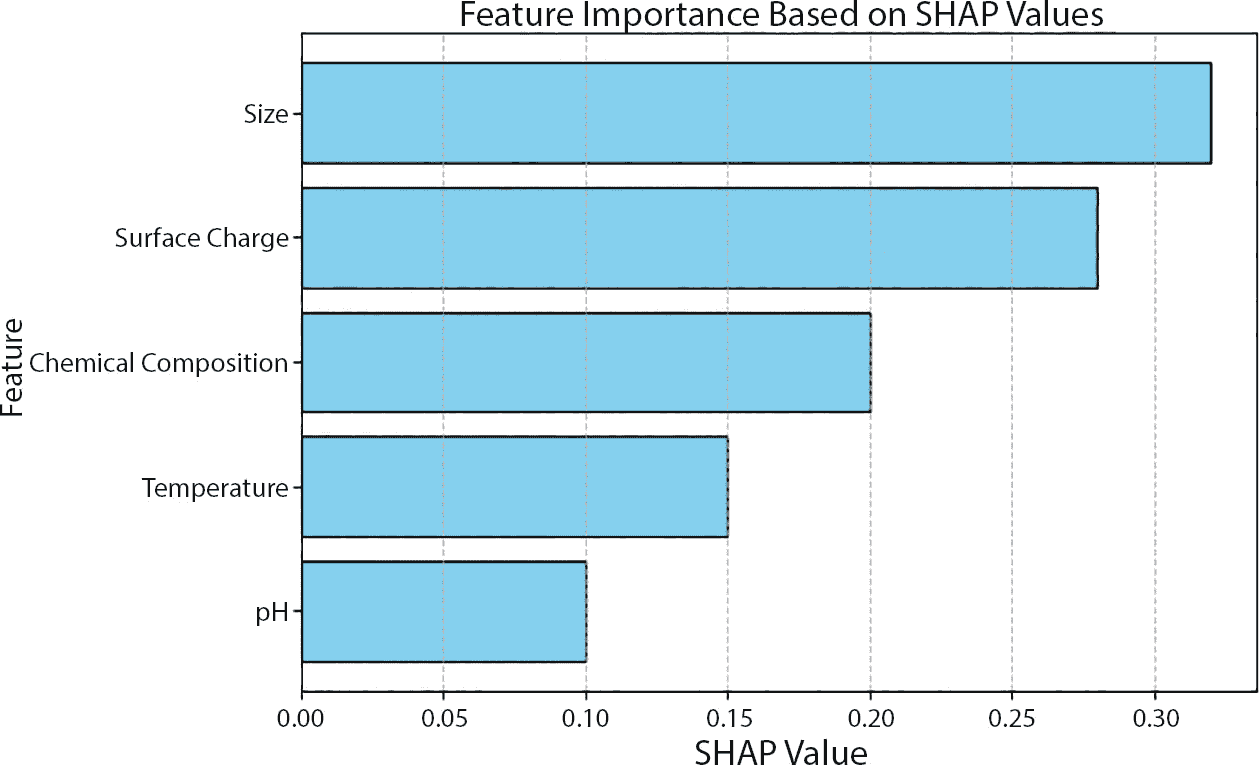 Feature Importance Based on SHAP Values
Size
Surface Charge
Chemical Composition
Temperature
pH
Feature
0.00 0.05 0.10 0.15 0.20 0.25 0.30
SHAP Value